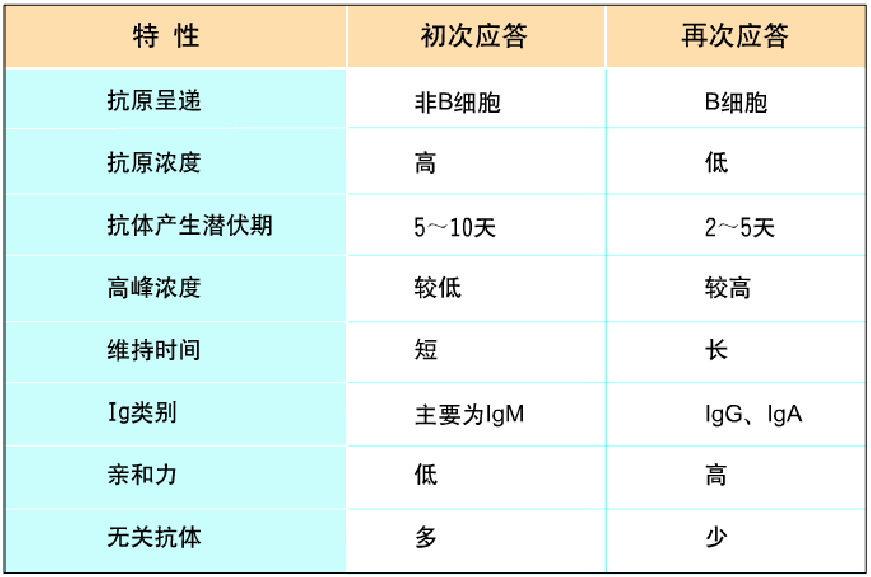 特 性 初次应答 再次应答
抗原呈递 非B细胞 B细胞
抗原浓度 高 低
抗体产生潜伏期 5～10天 2～5天
高峰浓度 较低 较高
维持时间 短 长
Ig类别 主要为IgM IgG、IgA
亲和力 低 高
无关抗体 多 少